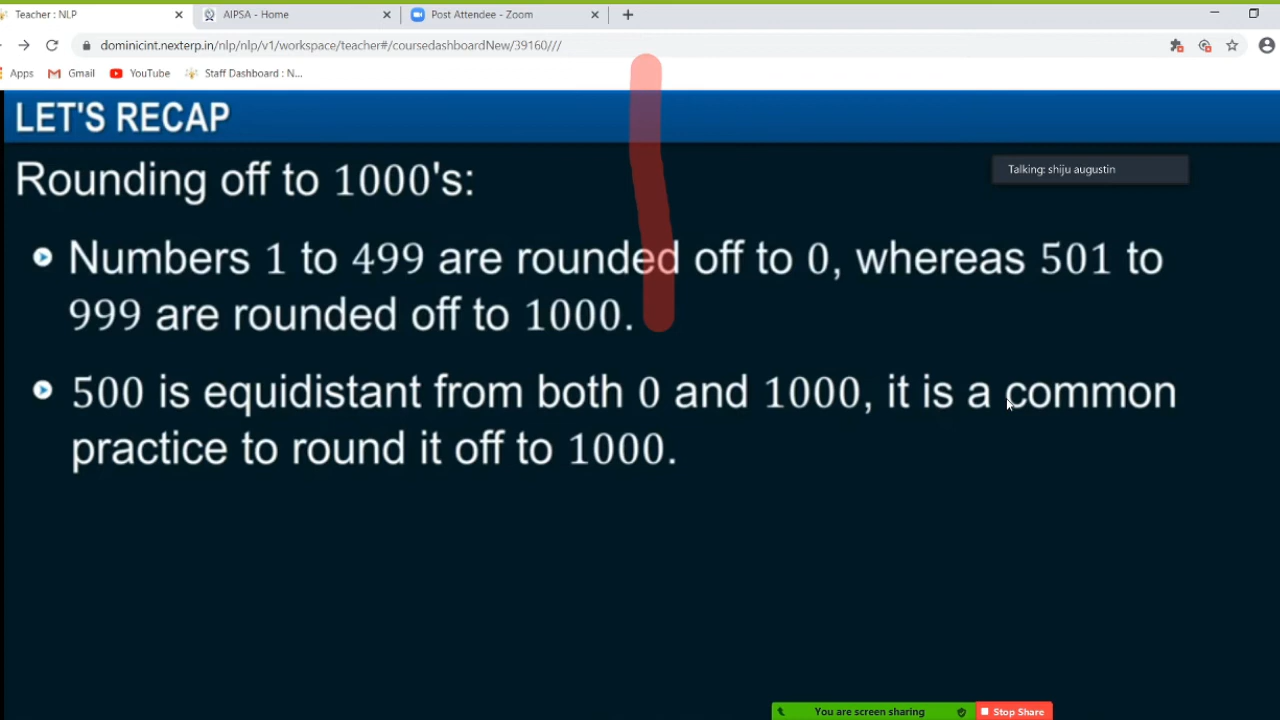 Teacher : NLP
AIPSA - Home
Post Attendee - Zoom
dominicint.nexterp.in/nlp/nlp/v1/workspace/teacher#/coursedashboardNew/39160///
Apps
Gmail
YouTube
Staff Dashboard : N...
LET'S RECAP
Rounding off to 1000's:
Talking: shiju augustin
Numbers 1 to 499 are rounded off to 0, whereas 501 to
999 are rounded off to 1000.
500 is equidistant from both 0 and 1000, it is a common
practice to round it off to 1000.
You are screen sharing
Stop Share